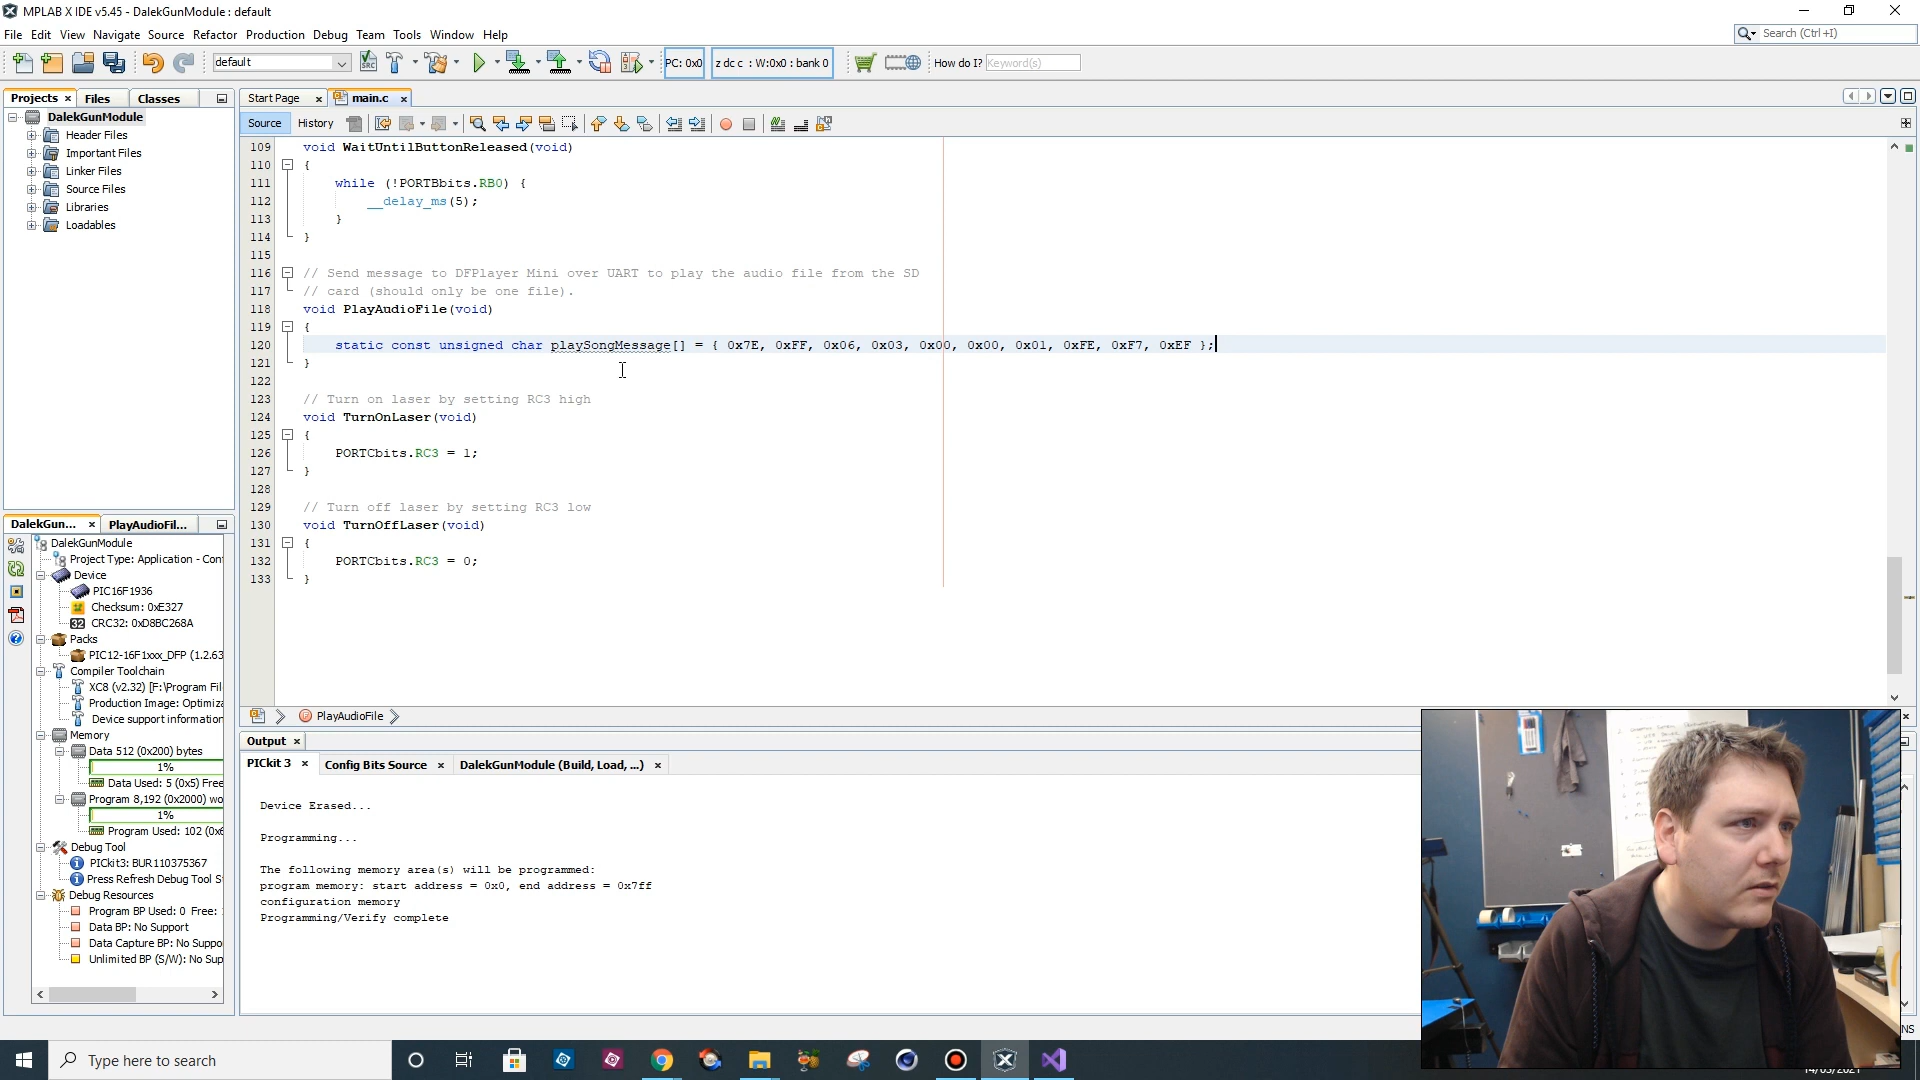 MPLAB X IDE v5.45 - DalekGunModule : default
File Edit View Navigate Source Refactor Production Debug Team Tools Window Help
Search (Ctrl+I)
default
PC: 0x0
z dc c : W:0x0 : bank 0
How do I? Keyword(s)
Projects Files Classes
Start Page main.c
DalekGunModule
Header Files
Important Files
Linker Files
Source Files
Libraries
Loadables
Source History
109 void WaitUntilButtonReleased(void)
110 {
111 while (!PORTBbits.RB0) {
112 __delay_ms(5);
113 }
114 }
115
116 // Send message to DFPlayer Mini over UART to play the audio file from the SD
117 // card (should only be one file).
118 void PlayAudioFile(void)
119 {
120 static const unsigned char playSongMessage[] = { 0x7E, 0xFF, 0x06, 0x03, 0x00, 0x00, 0x01, 0xFE, 0xF7, 0xEF };
121 }
122
123 // Turn on laser by setting RC3 high
124 void TurnOnLaser(void)
125 {
126 PORTCbits.RC3 = 1;
127 }
128
129 // Turn off laser by setting RC3 low
130 void TurnOffLaser(void)
131 {
132 PORTCbits.RC3 = 0;
133 }
PlayAudioFile
DalekGun... PlayAudioFil...
DalekGunModule
Project Type: Application - Con
Device
PIC16F1936
Checksum: 0xE327
CRC32: 0xD8BC268A
Packs
PIC12-16F1xxx_DFP (1.2.63
Compiler Toolchain
XC8 (v2.32) [F:\Program Fil
Production Image: Optimiza
Device support information
Memory
Data 512 (0x200) bytes
1%
Data Used: 5 (0x5) Free
Program 8,192 (0x2000) wo
1%
Program Used: 102 (0x6
Debug Tool
PICkit3: BUR110375367
Press Refresh Debug Tool S
Debug Resources
Program BP Used: 0 Free:
Data BP: No Support
Data Capture BP: No Suppo
Unlimited BP (S/W): No Sup
Output
PICkit 3 Config Bits Source DalekGunModule (Build, Load, ...)
Device Erased...
Programming...
The following memory area(s) will be programmed:
program memory: start address = 0x0, end address = 0x7ff
configuration memory
Programming/Verify complete
NS
Type here to search